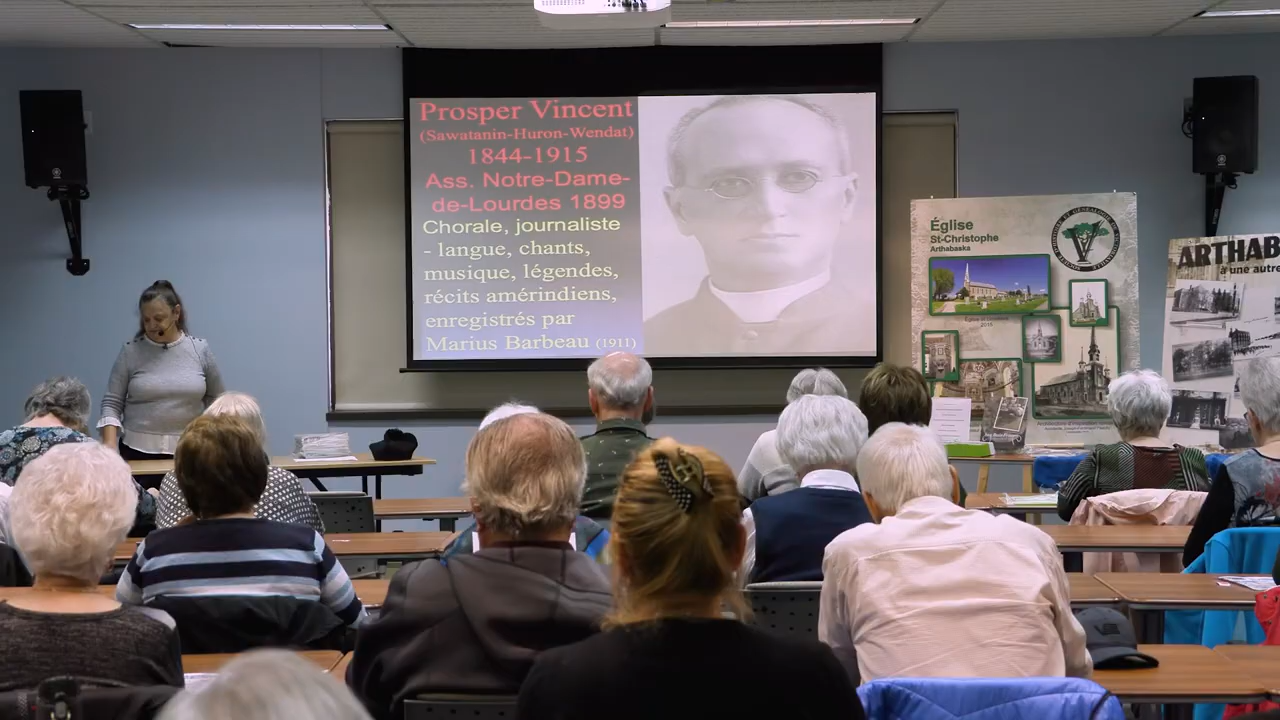 Prosper Vincent
(Sawatanin-Huron-Wendat)
1844-1915
Ass. Notre-Dame-
de-Lourdes 1899
Chorale, journaliste
- langue, chants,
musique, légendes,
récits amérindiens,
enregistrés par
Marius Barbeau (1911)
Église
St-Christophe
Arthabaska
ARTHAB
à une autre